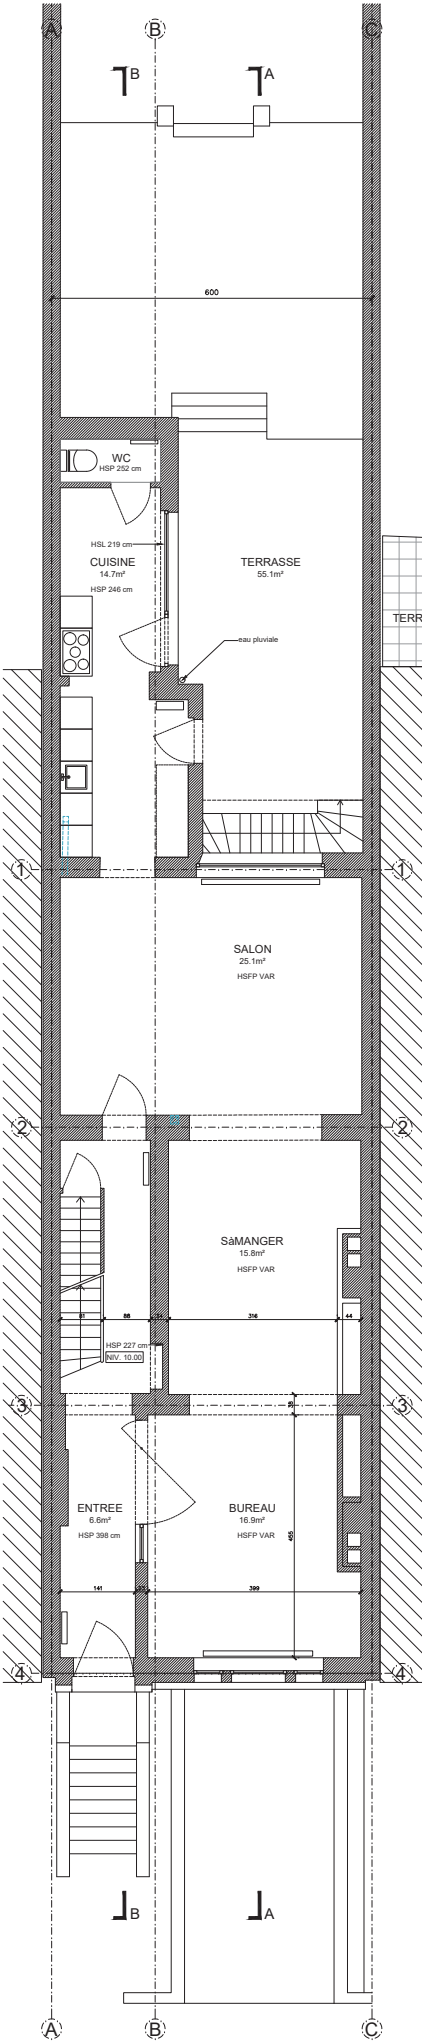 A B C
B A
600
WC
HSP 252 cm
HSL 219 cm
CUISINE
14.7m²
HSP 246 cm
TERRASSE
55.1m²
TERR
eau pluviale
1 1
SALON
25.1m²
HSFP VAR
2 2
SàMANGER
15.8m²
HSFP VAR
81 88 316 44
HSP 227 cm
NIV. 10.00
3 3
38
ENTREE
6.6m²
HSP 398 cm
BUREAU
16.9m²
HSFP VAR
455
141 399
4 4
B A
A B C